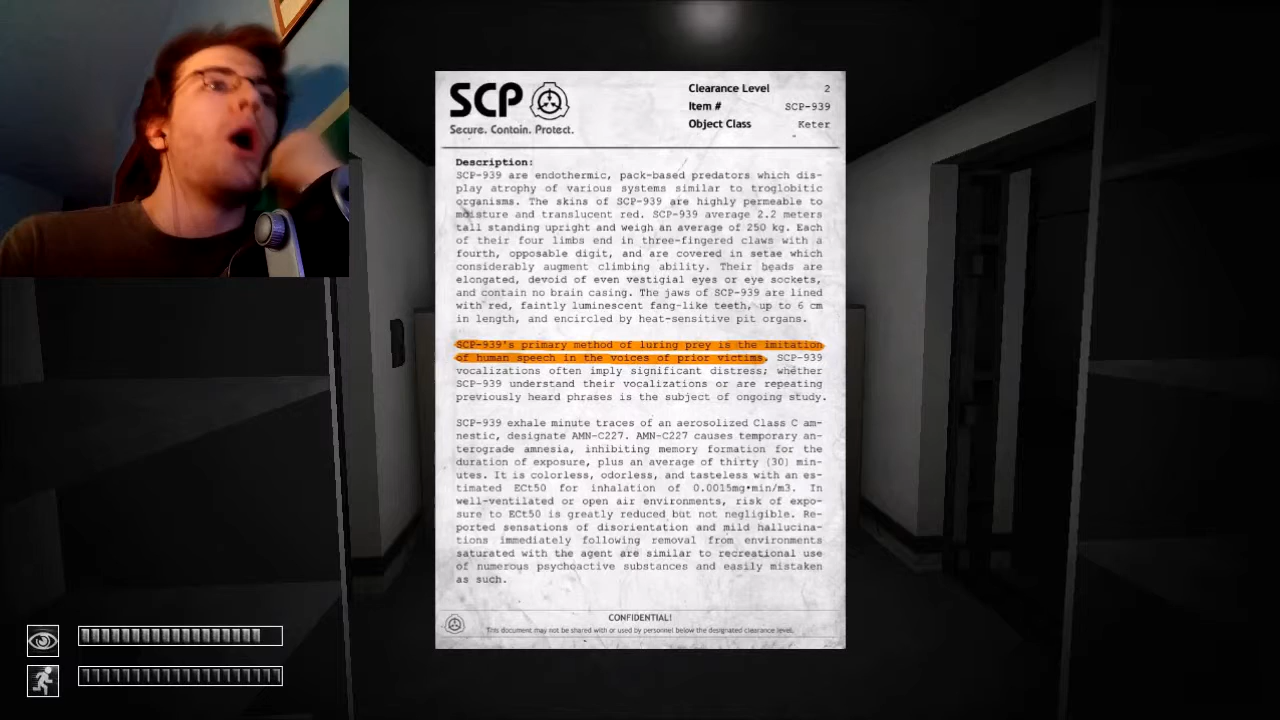 SCP
Secure. Contain. Protect.
Clearance Level 2
Item # SCP-939
Object Class Keter
Description:
SCP-939 are endothermic, pack-based predators which dis-
play atrophy of various systems similar to troglobitic
organisms. The skins of SCP-939 are highly permeable to
moisture and translucent red. SCP-939 average 2.2 meters
tall standing upright and weigh an average of 250 kg. Each
of their four limbs end in three-fingered claws with a
fourth, opposable digit, and are covered in setae which
considerably augment climbing ability. Their heads are
elongated, devoid of even vestigial eyes or eye sockets,
and contain no brain casing. The jaws of SCP-939 are lined
with red, faintly luminescent fang-like teeth, up to 6 cm
in length, and encircled by heat-sensitive pit organs.
SCP-939's primary method of luring prey is the imitation
of human speech in the voices of prior victims. SCP-939
vocalizations often imply significant distress; whether
SCP-939 understand their vocalizations or are repeating
previously heard phrases is the subject of ongoing study.
SCP-939 exhale minute traces of an aerosolized Class C am-
nestic, designate AMN-C227. AMN-C227 causes temporary an-
terograde amnesia, inhibiting memory formation for the
duration of exposure, plus an average of thirty (30) min-
utes. It is colorless, odorless, and tasteless with an es-
timated ECt50 for inhalation of 0.0015mg•min/m3. In
well-ventilated or open air environments, risk of expo-
sure to ECt50 is greatly reduced but not negligible. Re-
ported sensations of disorientation and mild hallucina-
tions immediately following removal from environments
saturated with the agent are similar to recreational use
of numerous psychoactive substances and easily mistaken
as such.
CONFIDENTIAL!
This document may not be shared with or used by personnel below the designated clearance level.